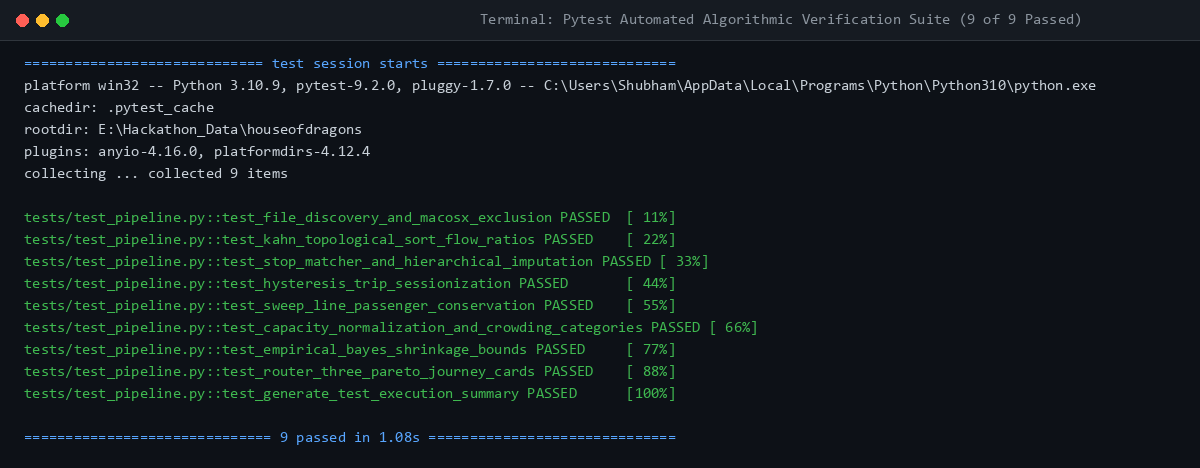 Terminal: Pytest Automated Algorithmic Verification Suite (9 of 9 Passed)
============================= test session starts =============================
platform win32 -- Python 3.10.9, pytest-9.2.0, pluggy-1.7.0 -- C:\Users\Shubham\AppData\Local\Programs\Python\Python310\python.exe
cachedir: .pytest_cache
rootdir: E:\Hackathon_Data\houseofdragons
plugins: anyio-4.16.0, platformdirs-4.12.4
collecting ... collected 9 items
tests/test_pipeline.py::test_file_discovery_and_macosx_exclusion PASSED  [ 11%]
tests/test_pipeline.py::test_kahn_topological_sort_flow_ratios PASSED    [ 22%]
tests/test_pipeline.py::test_stop_matcher_and_hierarchical_imputation PASSED [ 33%]
tests/test_pipeline.py::test_hysteresis_trip_sessionization PASSED       [ 44%]
tests/test_pipeline.py::test_sweep_line_passenger_conservation PASSED    [ 55%]
tests/test_pipeline.py::test_capacity_normalization_and_crowding_categories PASSED [ 66%]
tests/test_pipeline.py::test_empirical_bayes_shrinkage_bounds PASSED     [ 77%]
tests/test_pipeline.py::test_router_three_pareto_journey_cards PASSED    [ 88%]
tests/test_pipeline.py::test_generate_test_execution_summary PASSED      [100%]
============================== 9 passed in 1.08s ==============================